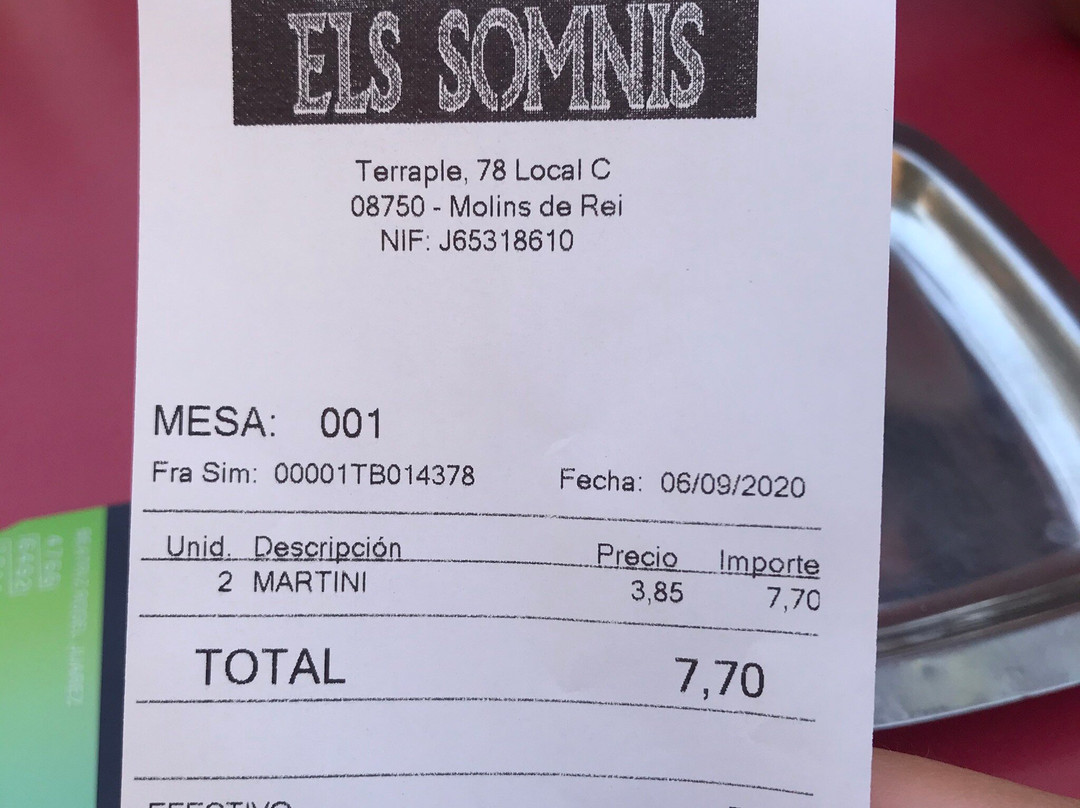 ELS SOMNIS
Terraple, 78 Local C
08750 - Molins de Rei
NIF: J65318610
MESA: 001
Fra Sim: 00001TB014378 Fecha: 06/09/2020
Unid. Descripción Precio Importe
2 MARTINI 3,85 7,70
TOTAL 7,70
EFECTIVO